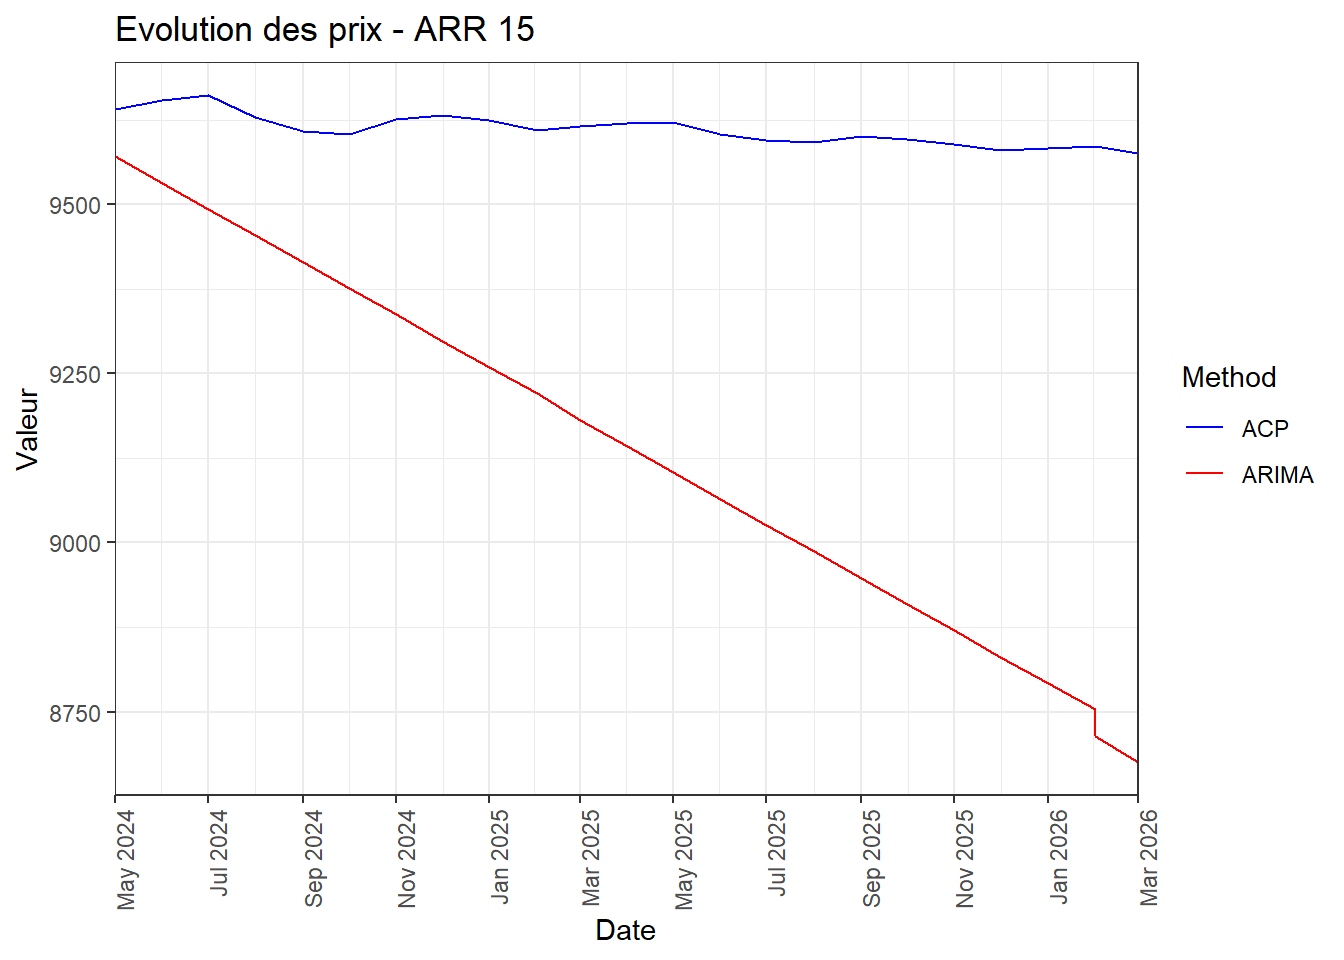 Evolution des prix - ARR 15
Valeur
9500
9250
9000
8750
May 2024
Jul 2024
Sep 2024
Nov 2024
Jan 2025
Mar 2025
May 2025
Jul 2025
Sep 2025
Nov 2025
Jan 2026
Mar 2026
Date
Method
ACP
ARIMA